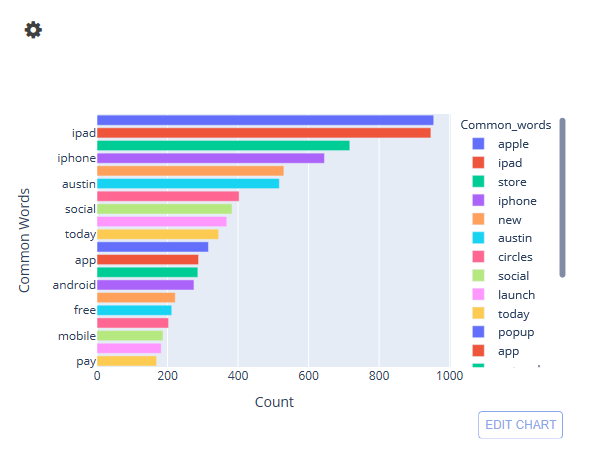 Common_words
apple
ipad
store
iphone
new
austin
circles
social
launch
today
popup
app
ipad
iphone
austin
social
today
app
android
free
mobile
pay
0 200 400 600 800 1000
Common Words
Count
EDIT CHART